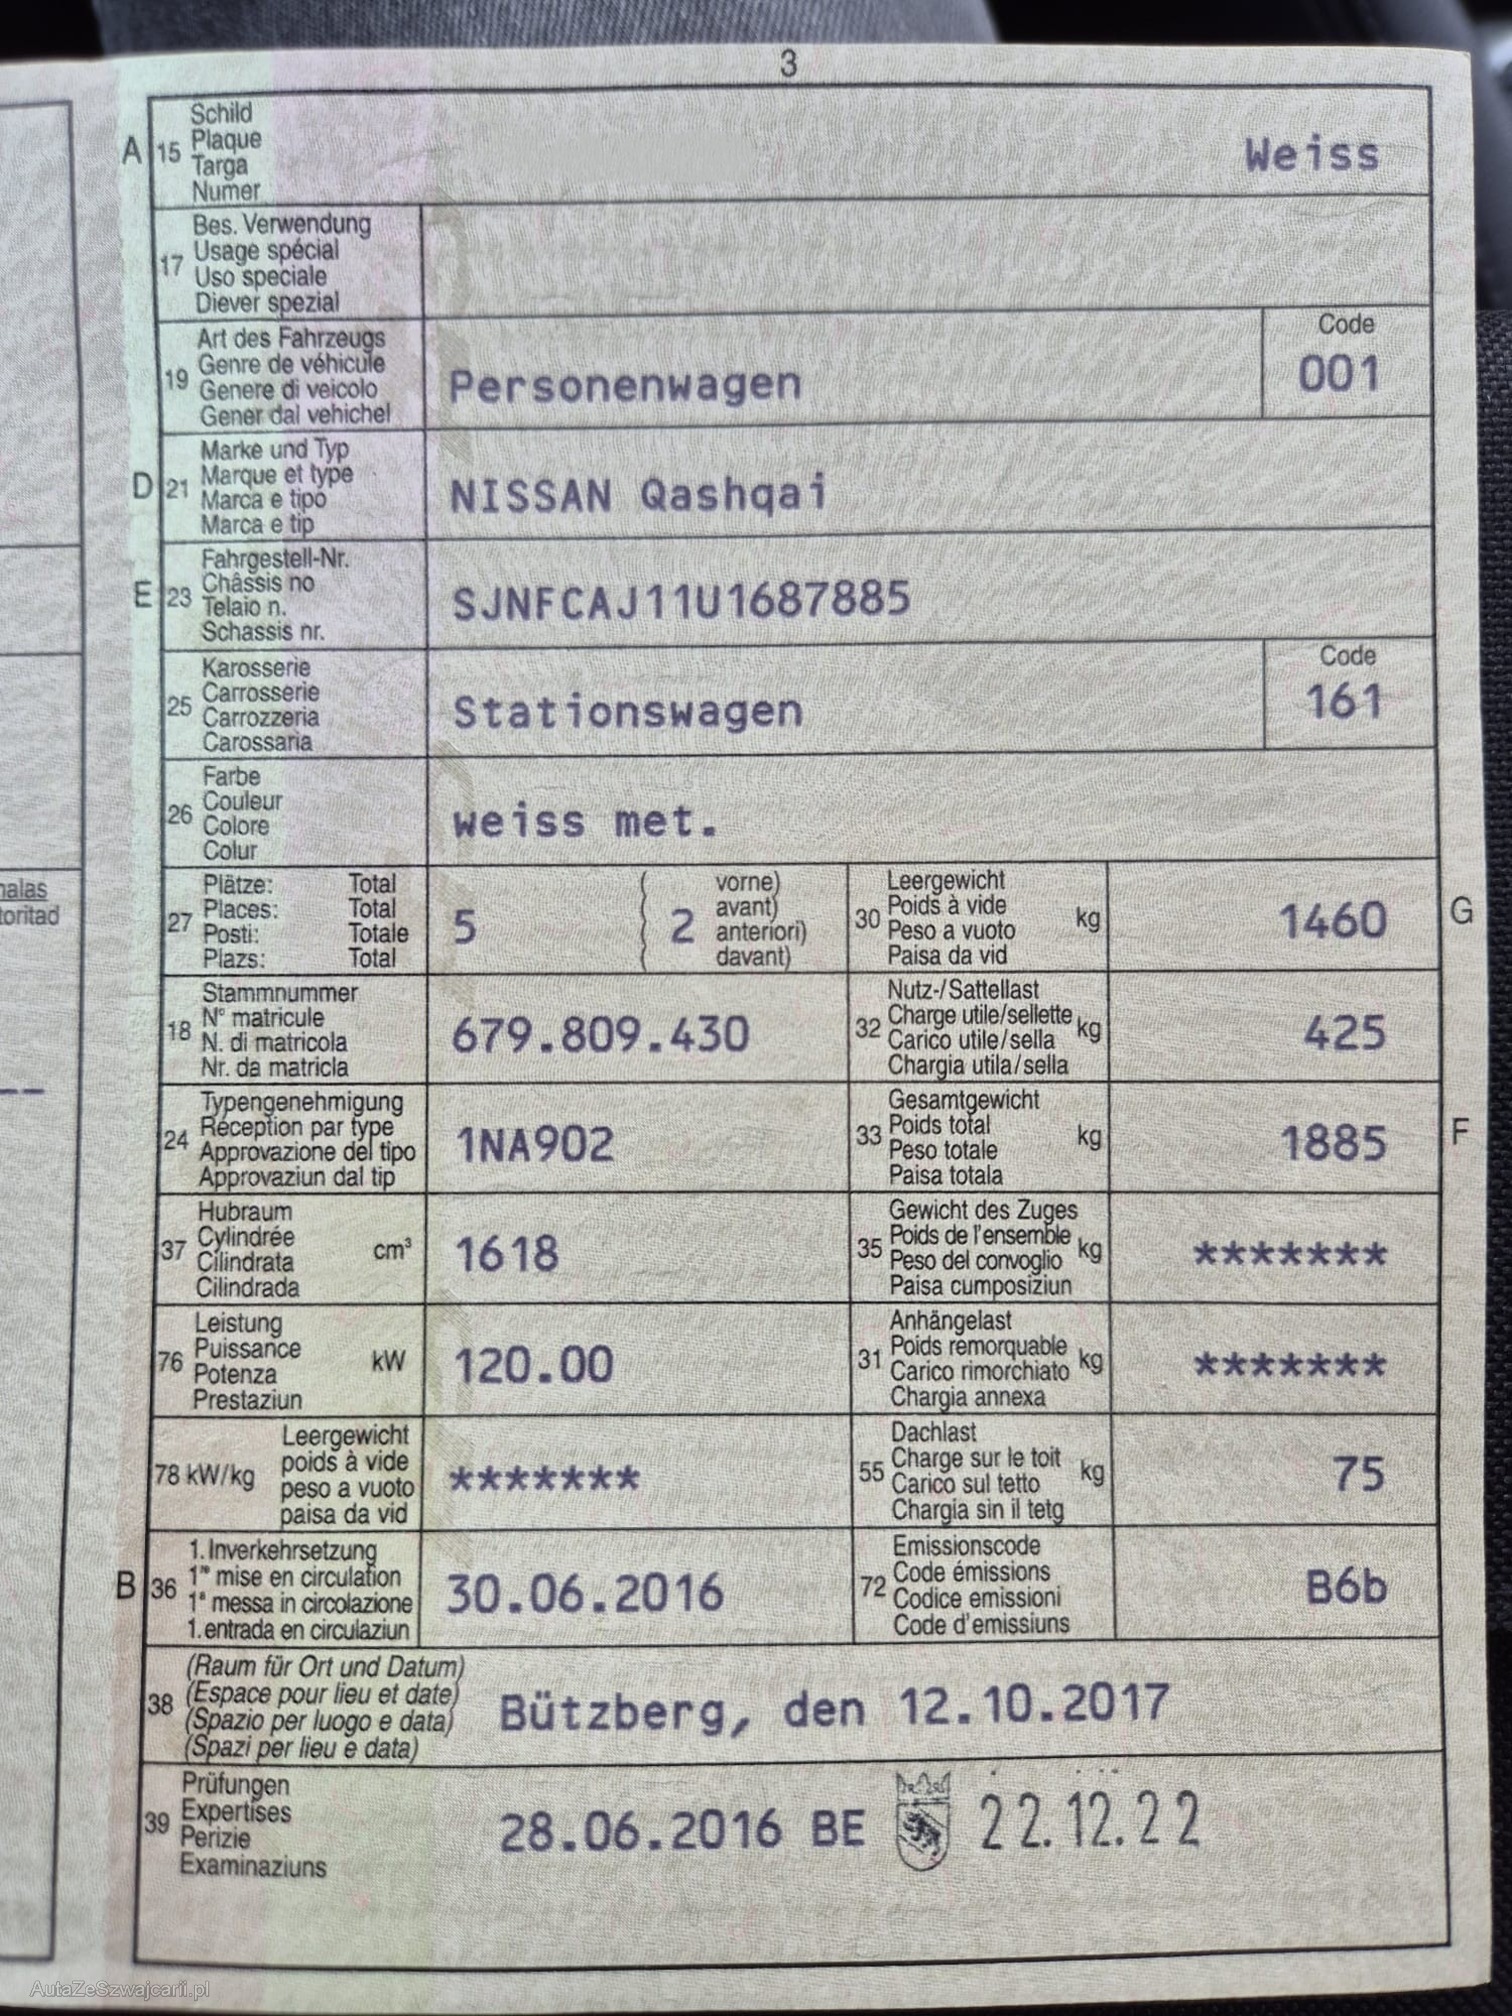 3
A 15 Schild
Plaque
Targa
Numer
Weiss
17 Bes. Verwendung
Usage spécial
Uso speciale
Diever spezial
19 Art des Fahrzeugs
Genre de véhicule
Genere di veicolo
Gener dal vehichel
Personenwagen
Code
001
D 21 Marke und Typ
Marque et type
Marca e tipo
Marca e tip
NISSAN Qashqai
E 23 Fahrgestell-Nr.
Châssis no
Telaio n.
Schassis nr.
SJNFCAJ11U1687885
25 Karosserie
Carrosserie
Carrozzeria
Carossaria
Stationswagen
Code
161
26 Farbe
Couleur
Colore
Colur
weiss met.
27 Plätze: Total
Places: Total
Posti: Totale
Plazs: Total
5 ( 2 vorne)
( avant)
( anteriori)
( davant)
30 Leergewicht
Poids à vide
Peso a vuoto
Paisa da vid
kg
1460
G
18 Stammnummer
N° matricule
N. di matricola
Nr. da matricla
679.809.430
32 Nutz-/Sattellast
Charge utile/sellette
Carico utile/sella
Chargia utila/sella
kg
425
24 Typengenehmigung
Réception par type
Approvazione del tipo
Approvaziun dal tip
1NA902
33 Gesamtgewicht
Poids total
Peso totale
Paisa totala
kg
1885
F
37 Hubraum
Cylindrée
Cilindrata
Cilindrada
cm³
1618
35 Gewicht des Zuges
Poids de l'ensemble
Peso del convoglio
Paisa cumposiziun
kg
*******
76 Leistung
Puissance
Potenza
Prestaziun
kW
120.00
31 Anhängelast
Poids remorquable
Carico rimorchiato
Chargia annexa
kg
*******
78 kW/kg
Leergewicht
poids à vide
peso a vuoto
paisa da vid
*******
55 Dachlast
Charge sur le toit
Carico sul tetto
Chargia sin il tetg
kg
75
B 36 1. Inverkehrsetzung
1re mise en circulation
1a messa in circolazione
1. entrada en circulaziun
30.06.2016
72 Emissionscode
Code émissions
Codice emissioni
Code d'emissiuns
B6b
38 (Raum für Ort und Datum)
(Espace pour lieu et date)
(Spazio per luogo e data)
(Spazi per lieu e data)
Bützberg, den 12.10.2017
39 Prüfungen
Expertises
Perizie
Examinaziuns
28.06.2016 BE 22.12.22
AutaZeSzwajcarii.pl